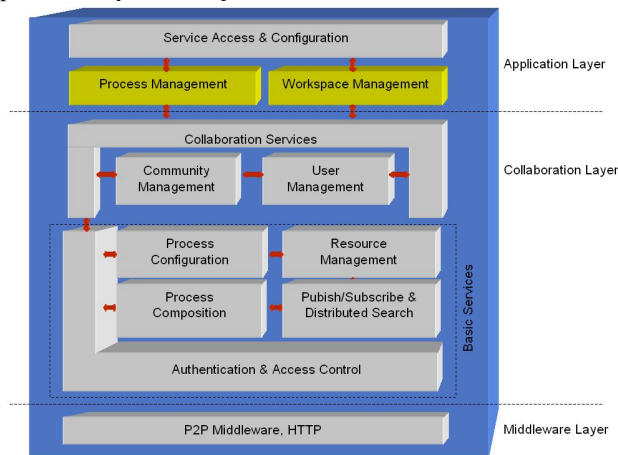 Service Access & Configuration
Application Layer
Process Management
Workspace Management
Collaboration Services
Collaboration Layer
Community
Management
User
Management
Process
Configuration
Resource
Management
Process
Composition
Pubish/Subscribe &
Distributed Search
Basic Services
Authentication & Access Control
P2P Middleware, HTTP
Middleware Layer